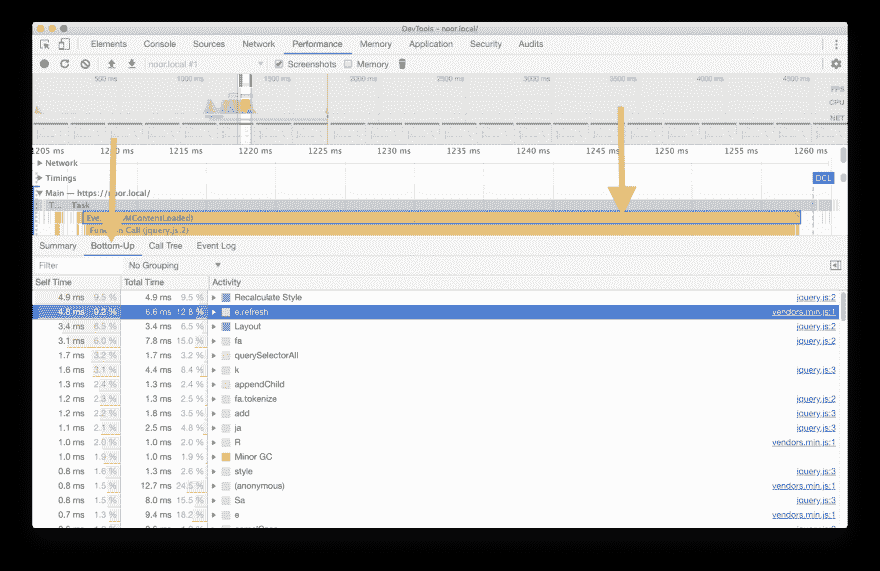 DevTools - noor.local/
Elements Console Sources Network Performance Memory Application Security Audits
noor.local #1 Screenshots Memory
500 ms 1000 ms 1500 ms 2000 ms 2500 ms 3000 ms 3500 ms 4000 ms 4500 ms
FPS
CPU
NET
1205 ms 1210 ms 1215 ms 1220 ms 1225 ms 1230 ms 1235 ms 1240 ms 1245 ms 1250 ms 1255 ms 1260 ms
Network
Timings DCL
Main — https://noor.local/
T... Task
Eve MContentLoaded)
Fun n Call (jquery.js:2)
Summary Bottom-Up Call Tree Event Log
Filter No Grouping
Self Time Total Time Activity
4.9 ms 9.5 % 4.9 ms 9.5 % Recalculate Style jquery.js:2
4.8 ms 9.2 % 6.6 ms 12.8 % e.refresh vendors.min.js:1
3.4 ms 6.5 % 3.4 ms 6.5 % Layout jquery.js:2
3.1 ms 6.0 % 7.8 ms 15.0 % fa jquery.js:2
1.7 ms 3.2 % 1.7 ms 3.2 % querySelectorAll
1.6 ms 3.1 % 4.4 ms 8.4 % k jquery.js:3
1.3 ms 2.4 % 1.3 ms 2.4 % appendChild
1.2 ms 2.3 % 1.3 ms 2.5 % fa.tokenize jquery.js:2
1.2 ms 2.2 % 1.8 ms 3.5 % add jquery.js:3
1.1 ms 2.1 % 2.5 ms 4.8 % ja jquery.js:3
1.0 ms 2.0 % 1.0 ms 2.0 % R vendors.min.js:1
1.0 ms 1.9 % 1.0 ms 1.9 % Minor GC
0.8 ms 1.6 % 1.3 ms 2.6 % style jquery.js:3
0.8 ms 1.5 % 12.7 ms 24.5 % (anonymous) vendors.min.js:1
0.8 ms 1.5 % 8.0 ms 15.5 % Sa jquery.js:3
0.7 ms 1.3 % 9.4 ms 18.2 % e vendors.min.js:1